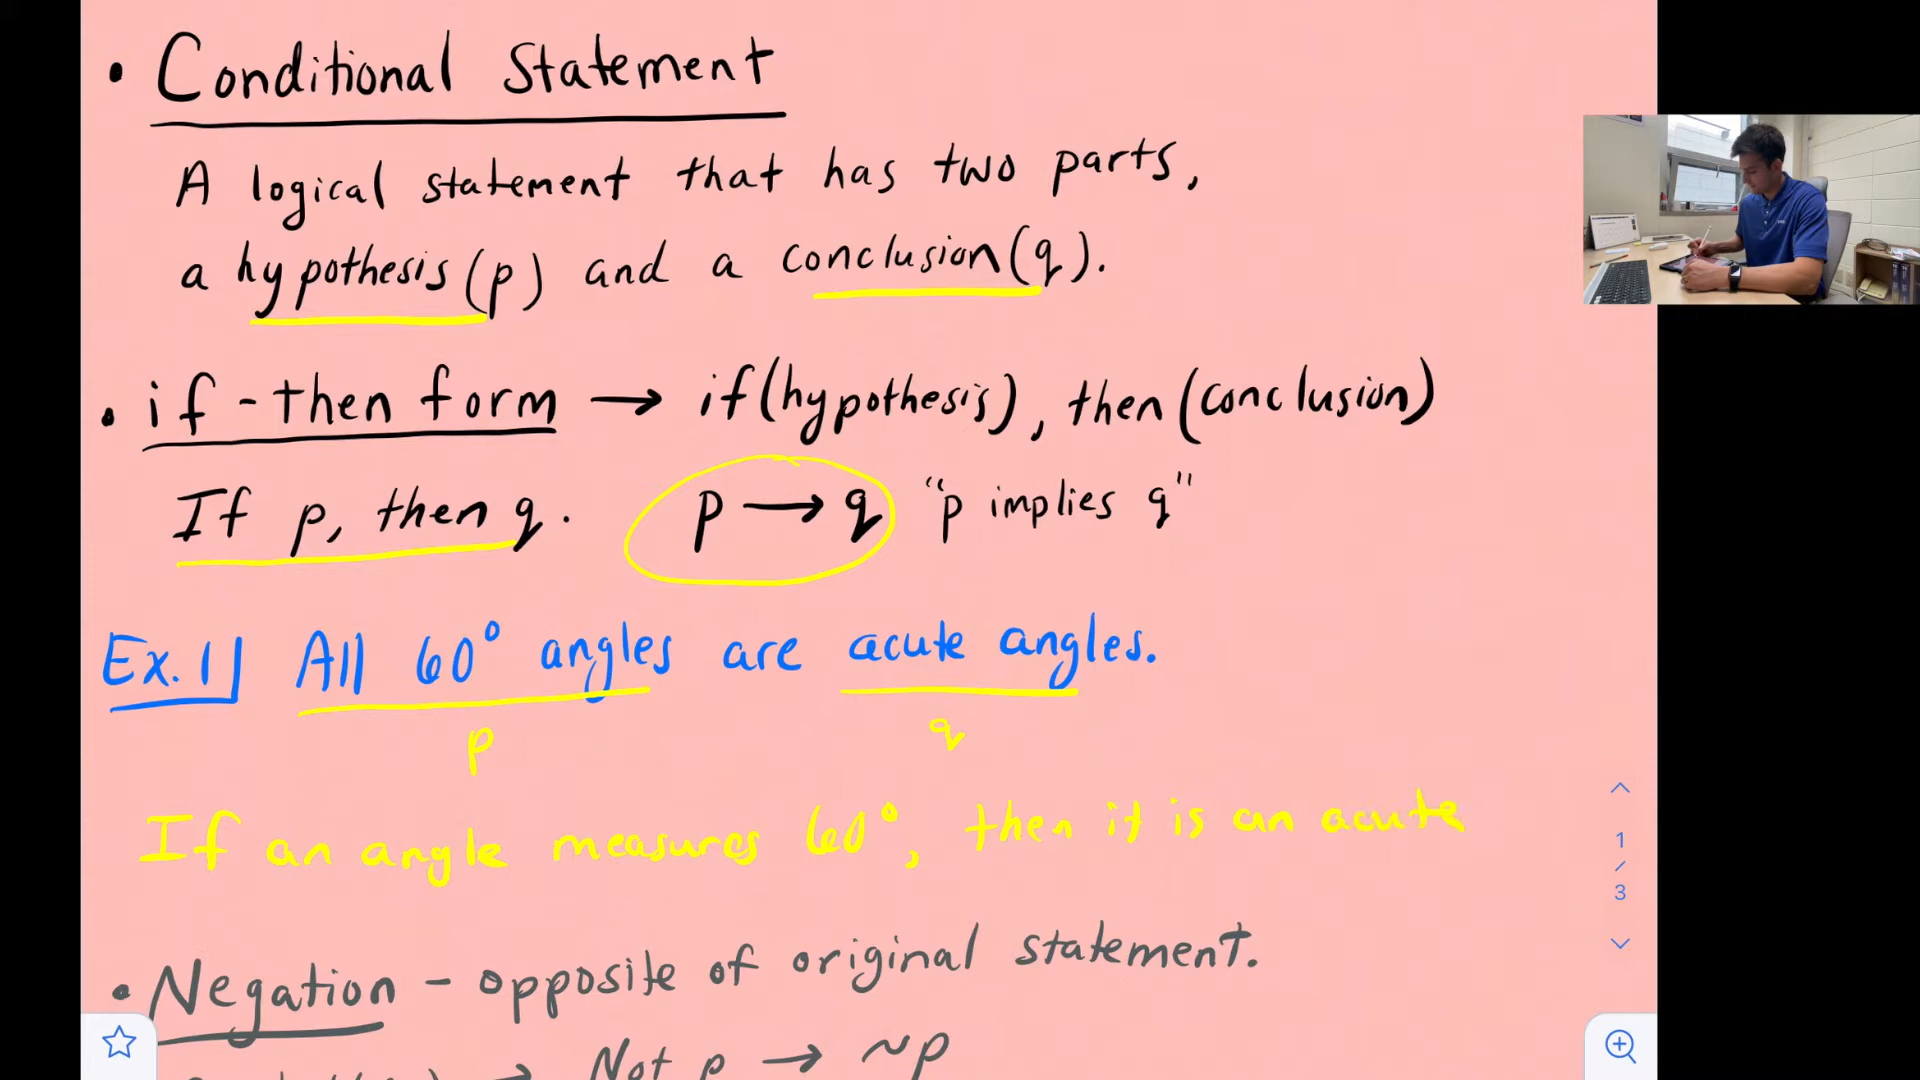 • Conditional Statement
A logical statement that has two parts,
a hypothesis (p) and a conclusion (q).
• if-then form → if (hypothesis), then (conclusion)
If p, then q. p → q "p implies q"
Ex. 1] All 60° angles are acute angles.
p q
If an angle measures 60°, then it is an acute
• Negation - opposite of original statement.
Not p → ~p
1
/
3